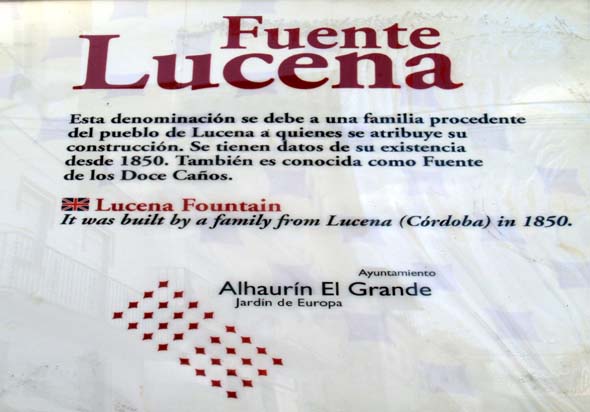 Fuente
Lucena
Esta denominación se debe a una familia procedente
del pueblo de Lucena a quienes se atribuye su
construcción. Se tienen datos de su existencia
desde 1850. También es conocida como Fuente
de los Doce Caños.
Lucena Fountain
It was built by a family from Lucena (Córdoba) in 1850.
Ayuntamiento
Alhaurín El Grande
Jardín de Europa